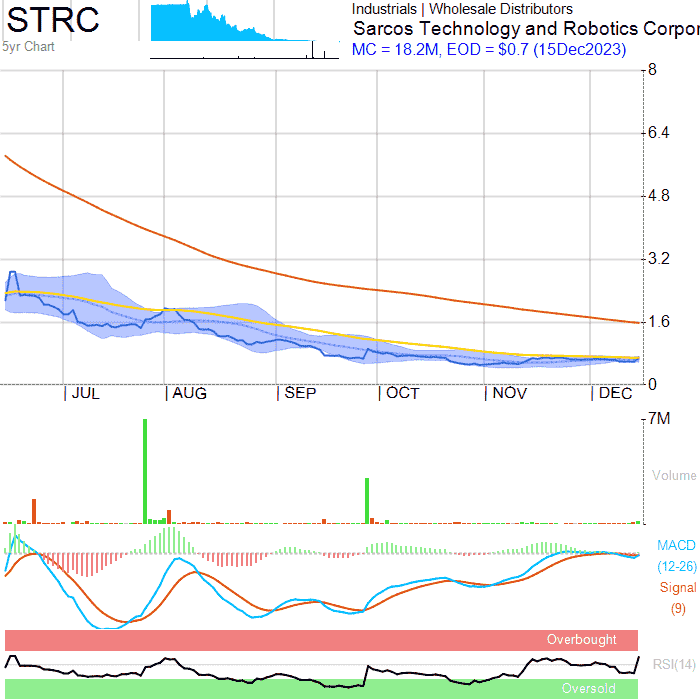 STRC
5yr Chart
Industrials | Wholesale Distributors
Sarcos Technology and Robotics Corpor
MC = 18.2M, EOD = $0.7 (15Dec2023)
8
6.4
4.8
3.2
1.6
0
JUL
AUG
SEP
OCT
NOV
DEC
7M
Volume
MACD
(12-26)
Signal
(9)
Overbought
RSI(14)
Oversold